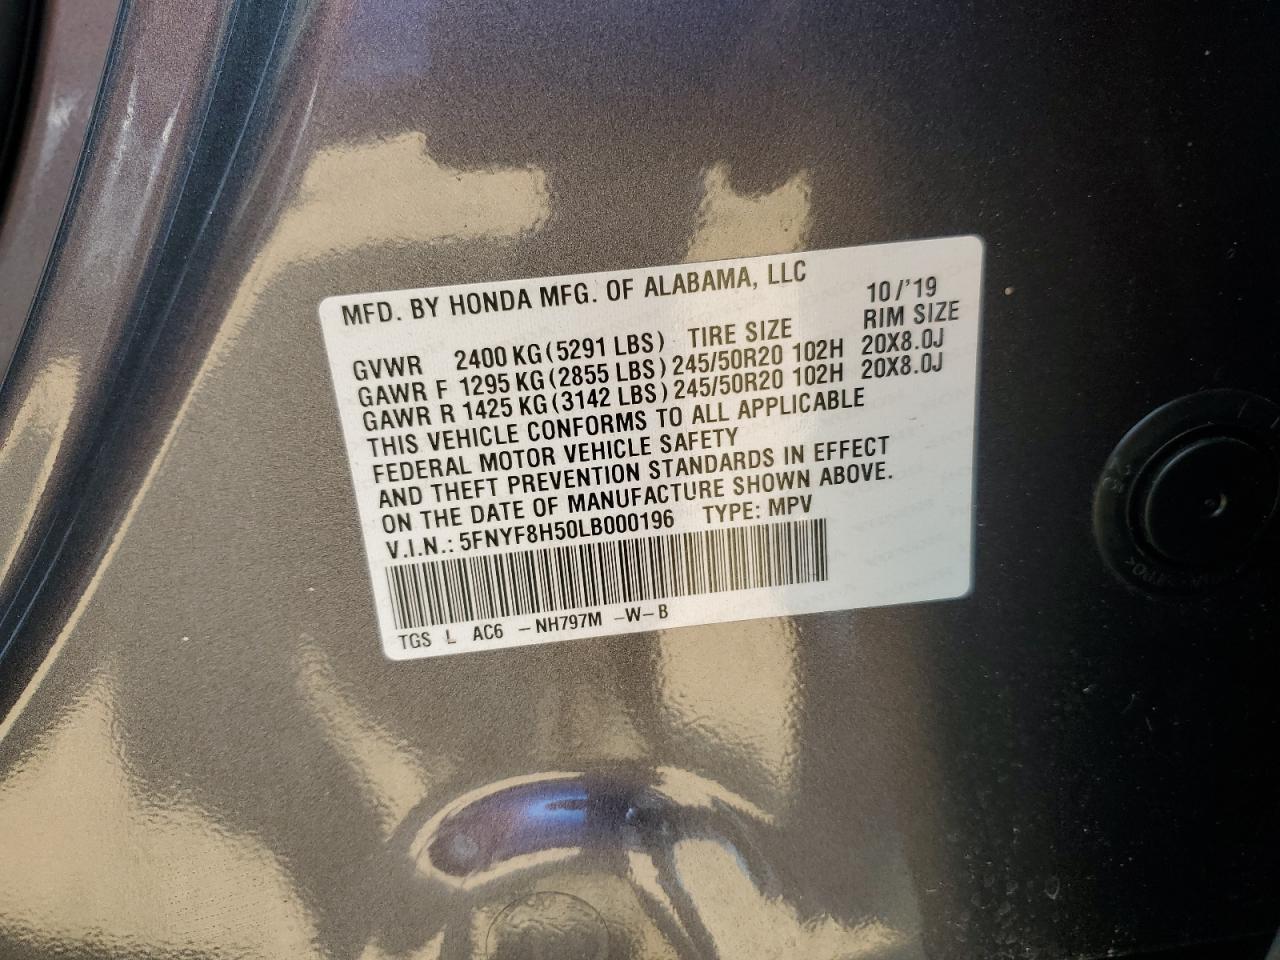 MFD. BY HONDA MFG. OF ALABAMA, LLC
10/'19
GVWR 2400 KG(5291 LBS) TIRE SIZE RIM SIZE
GAWR F 1295 KG(2855 LBS)245/50R20 102H 20X8.0J
GAWR R 1425 KG(3142 LBS)245/50R20 102H 20X8.0J
THIS VEHICLE CONFORMS TO ALL APPLICABLE
FEDERAL MOTOR VEHICLE SAFETY
AND THEFT PREVENTION STANDARDS IN EFFECT
ON THE DATE OF MANUFACTURE SHOWN ABOVE.
V.I.N.: 5FNYF8H50LB000196 TYPE: MPV
TGS L AC6 -NH797M -W-B